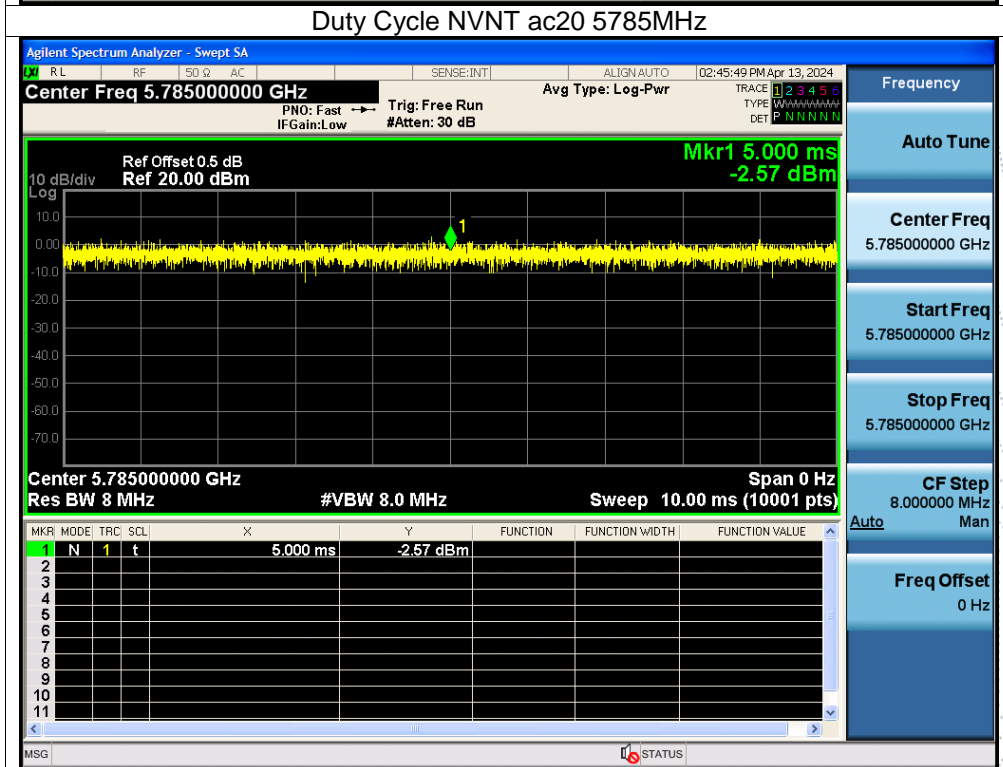 Duty Cycle NVNT ac20 5785MHz
Agilent Spectrum Analyzer - Swept SA
LXI RL RF 50 Ω AC SENSE:INT ALIGN AUTO 02:45:49 PM Apr 13, 2024
Center Freq 5.785000000 GHz Avg Type: Log-Pwr TRACE 1 2 3 4 5 6
PNO: Fast Trig: Free Run TYPE WWWWWW
IFGain:Low #Atten: 30 dB DET P N N N N N
Mkr1 5.000 ms
Ref Offset 0.5 dB
10 dB/div Ref 20.00 dBm -2.57 dBm
Log
10.0
1
0.00
-10.0
-20.0
-30.0
-40.0
-50.0
-60.0
-70.0
Center 5.785000000 GHz Span 0 Hz
Res BW 8 MHz #VBW 8.0 MHz Sweep 10.00 ms (10001 pts)
MKR MODE TRC SCL X Y FUNCTION FUNCTION WIDTH FUNCTION VALUE
1 N 1 t 5.000 ms -2.57 dBm
2
3
4
5
6
7
8
9
10
11
MSG STATUS
Frequency
Auto Tune
Center Freq
5.785000000 GHz
Start Freq
5.785000000 GHz
Stop Freq
5.785000000 GHz
CF Step
8.000000 MHz
Auto Man
Freq Offset
0 Hz